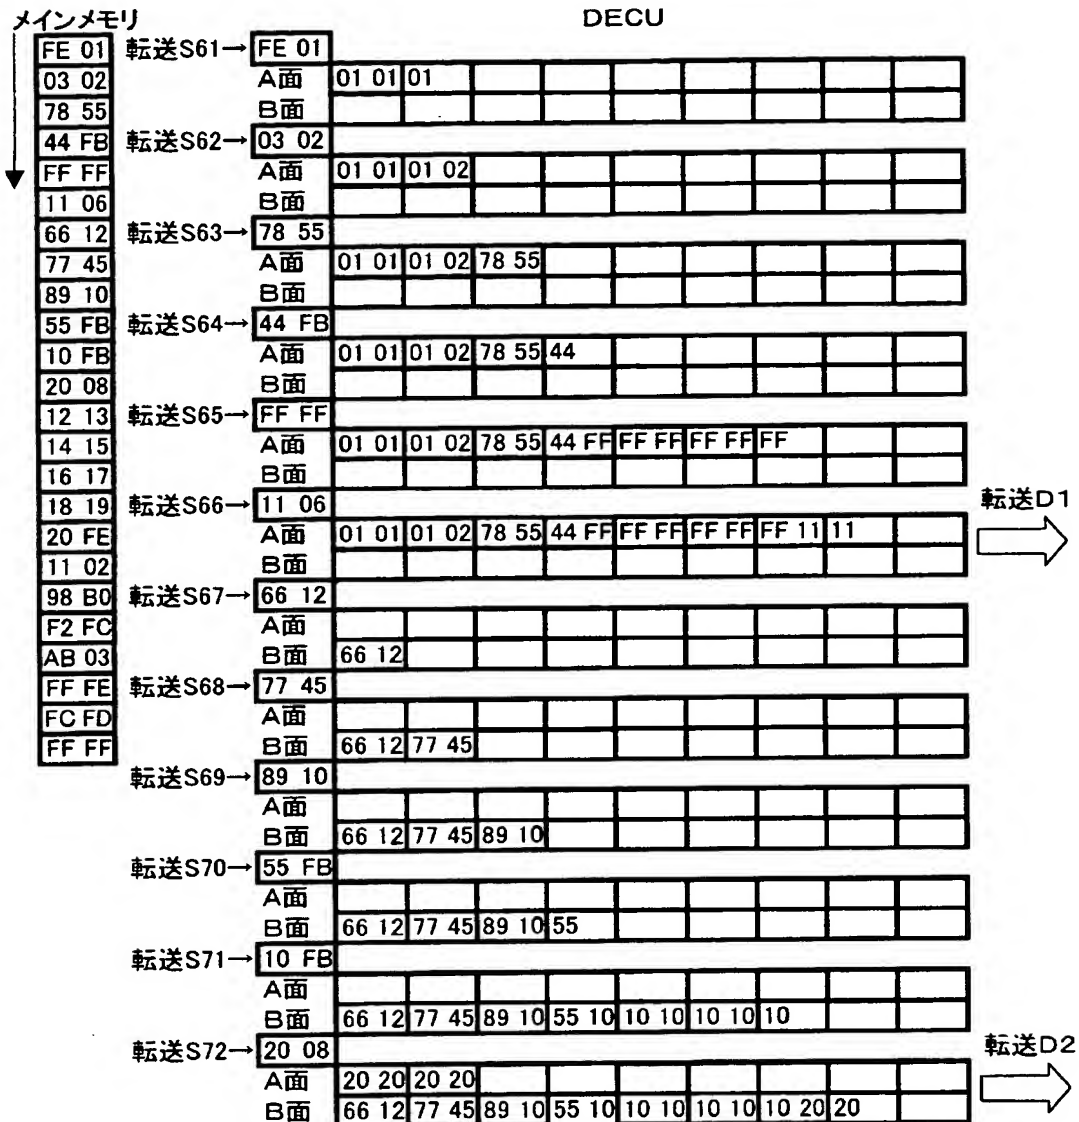 メインメモリ DECU
FE 01 転送S61→ FE 01
03 02 A面 01 01 01
78 55 B面
44 FB 転送S62→ 03 02
FF FF A面 01 01 01 02
11 06 B面
66 12 転送S63→ 78 55
77 45 A面 01 01 01 02 78 55
89 10 B面
55 FB 転送S64→ 44 FB
10 FB A面 01 01 01 02 78 55 44
20 08 B面
12 13 転送S65→ FF FF
14 15 A面 01 01 01 02 78 55 44 FF FF FF FF FF FF
16 17 B面
18 19 転送S66→ 11 06 転送D1
20 FE A面 01 01 01 02 78 55 44 FF FF FF FF FF FF 11 11
11 02 B面
98 B0 転送S67→ 66 12
F2 FC A面
AB 03 B面 66 12
FF FE 転送S68→ 77 45
FC FD A面
FF FF B面 66 12 77 45
転送S69→ 89 10
A面
B面 66 12 77 45 89 10
転送S70→ 55 FB
A面
B面 66 12 77 45 89 10 55
転送S71→ 10 FB
A面
B面 66 12 77 45 89 10 55 10 10 10 10 10 10
転送S72→ 20 08 転送D2
A面 20 20 20 20
B面 66 12 77 45 89 10 55 10 10 10 10 10 10 20 20